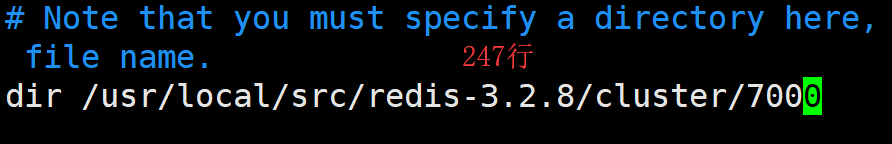 # Note that you must specify a directory here,
file name.
247行
dir /usr/local/src/redis-3.2.8/cluster/7000